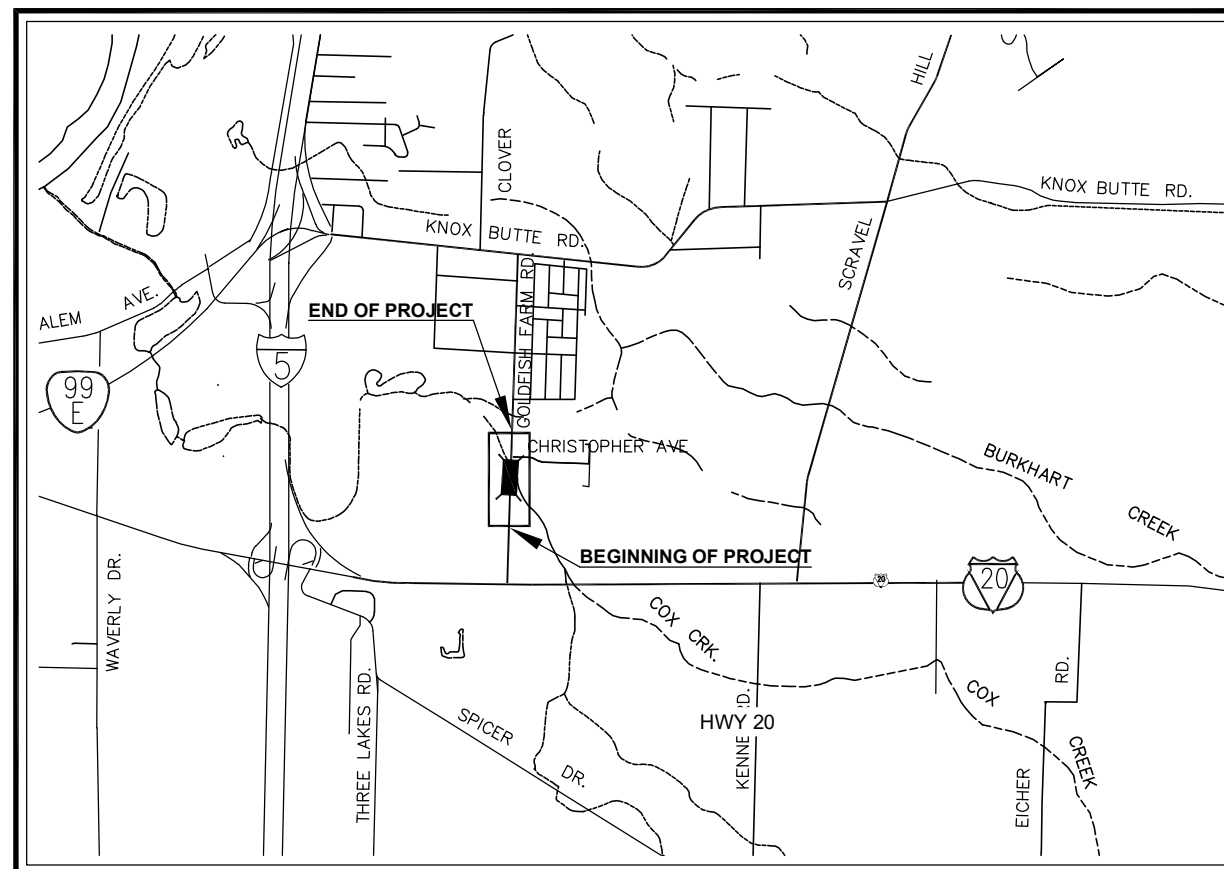 HILL
CLOVER
KNOX BUTTE RD.
KNOX BUTTE RD.
SCRAVEL
GOLDFISH FARM RD.
ALEM AVE.
END OF PROJECT
5
99
E
CHRISTOPHER AVE
BURKHART
CREEK
BEGINNING OF PROJECT
20
20
WAVERLY DR.
COX CRK.
THREE LAKES RD.
SPICER
DR.
HWY 20
KENNE RD.
COX
CREEK
RD.
EICHER